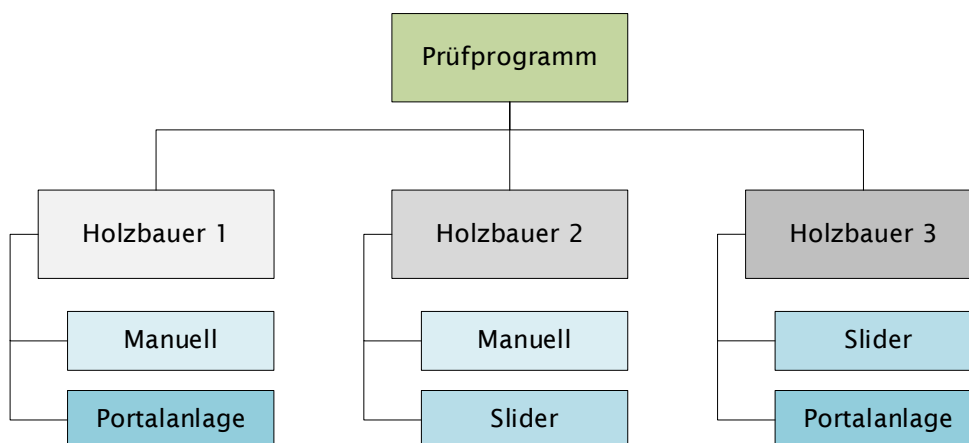 Prüfprogramm
Holzbauer 1
Holzbauer 2
Holzbauer 3
Manuell
Manuell
Slider
Portalanlage
Slider
Portalanlage